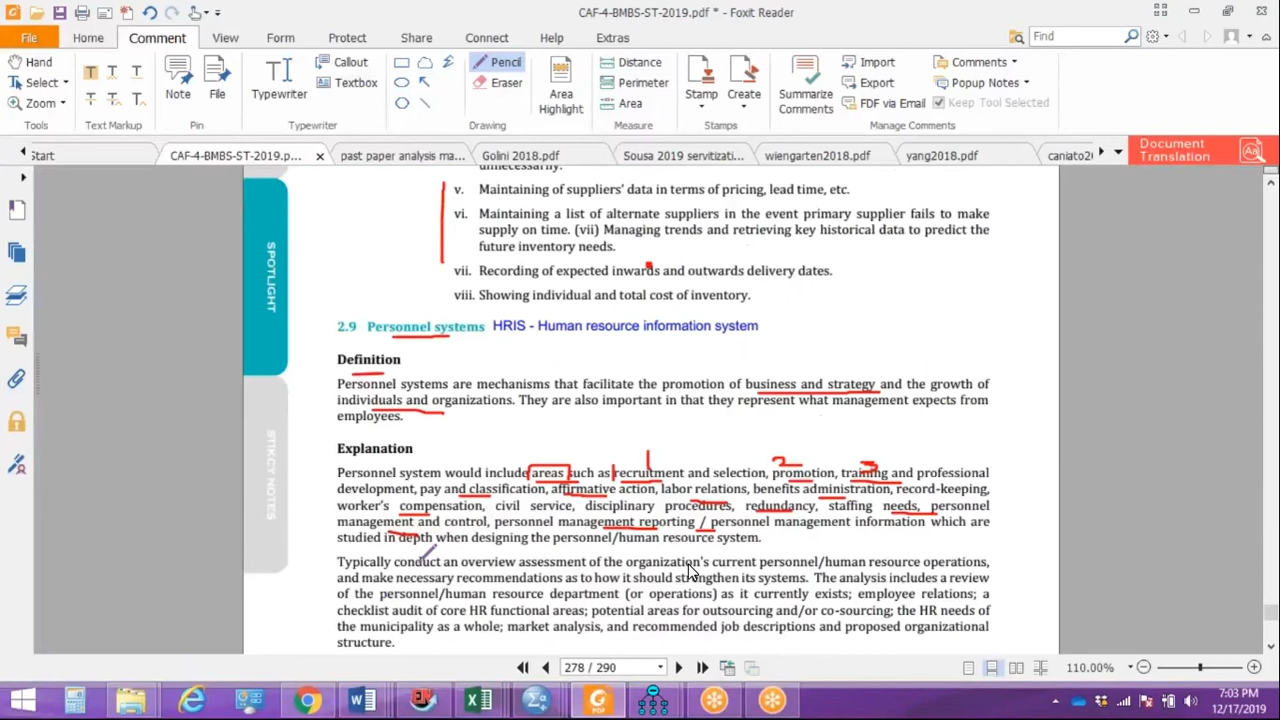 CAF-4-BMBS-ST-2019.pdf * - Foxit Reader
File Home Comment View Form Protect Share Connect Help Extras Find
Hand Select Zoom
Tools
Text Markup
Note File
Pin
Typewriter Callout Textbox
Typewriter
Pencil Eraser Area Highlight
Drawing
Distance Perimeter Area
Measure
Stamp Create
Stamps
Summarize Comments Import Export FDF via Email Comments Popup Notes Keep Tool Selected
Manage Comments
Start CAF-4-BMBS-ST-2019.p... × past paper analysis ma... Golini 2018.pdf Sousa 2019 servitizati... wiengarten2018.pdf yang2018.pdf caniato20
Document Translation
SPOTLIGHT
STICKY NOTES
unnecessarily.
v. Maintaining of suppliers' data in terms of pricing, lead time, etc.
vi. Maintaining a list of alternate suppliers in the event primary supplier fails to make
supply on time. (vii) Managing trends and retrieving key historical data to predict the
future inventory needs.
vii. Recording of expected inwards and outwards delivery dates.
viii. Showing individual and total cost of inventory.
2.9 Personnel systems HRIS - Human resource information system
Definition
Personnel systems are mechanisms that facilitate the promotion of business and strategy and the growth of
individuals and organizations. They are also important in that they represent what management expects from
employees.
Explanation
1 2 3
Personnel system would include areas such as recruitment and selection, promotion, training and professional
development, pay and classification, affirmative action, labor relations, benefits administration, record-keeping,
worker's compensation, civil service, disciplinary procedures, redundancy, staffing needs, personnel
management and control, personnel management reporting / personnel management information which are
studied in depth when designing the personnel/human resource system.
Typically conduct an overview assessment of the organization's current personnel/human resource operations,
and make necessary recommendations as to how it should strengthen its systems. The analysis includes a review
of the personnel/human resource department (or operations) as it currently exists; employee relations; a
checklist audit of core HR functional areas; potential areas for outsourcing and/or co-sourcing; the HR needs of
the municipality as a whole; market analysis, and recommended job descriptions and proposed organizational
structure.
278 / 290 110.00%
7:03 PM
12/17/2019